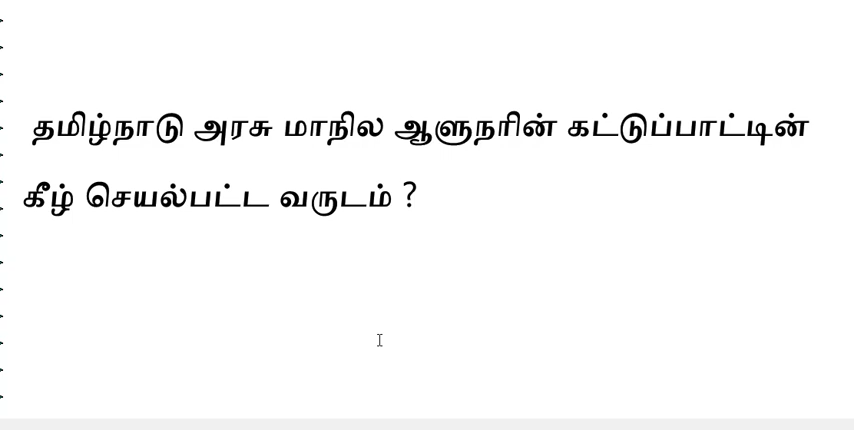 தமிழ்நாடு அரசு மாநில ஆளுநரின் கட்டுப்பாட்டின்
கீழ் செயல்பட்ட வருடம் ?